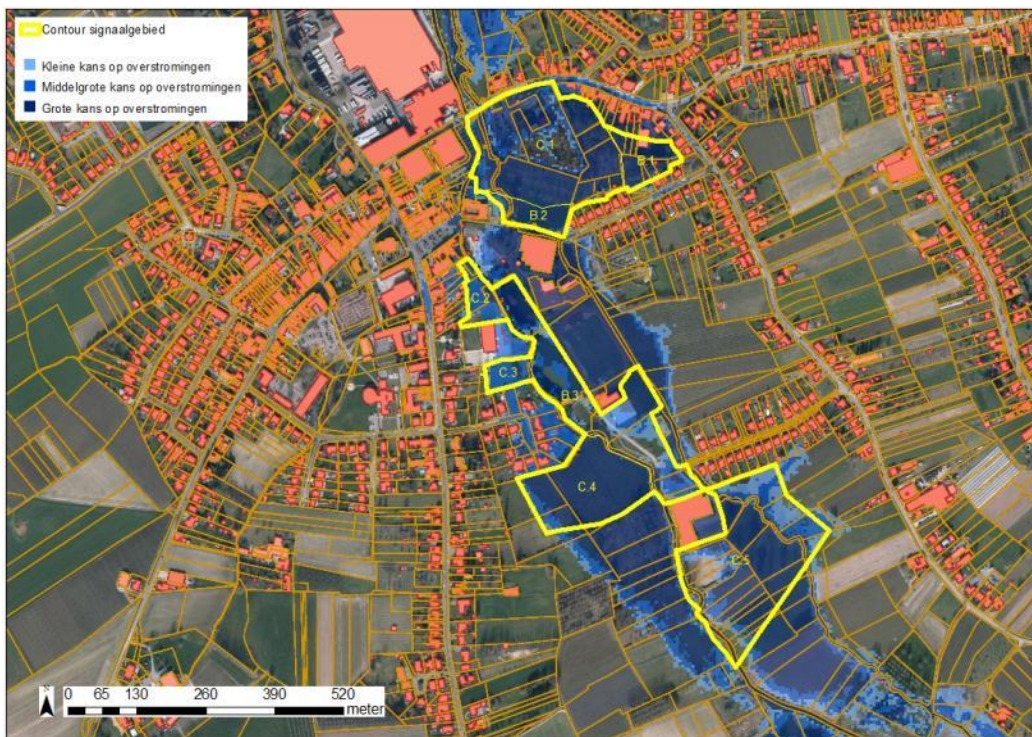 Contour signaalgebied
Kleine kans op overstromingen
Middelgrote kans op overstromingen
Grote kans op overstromingen
C.1
B.1
B.2
C.2
C.3
B.3
C.4
C.5
N
0 65 130 260 390 520
meter